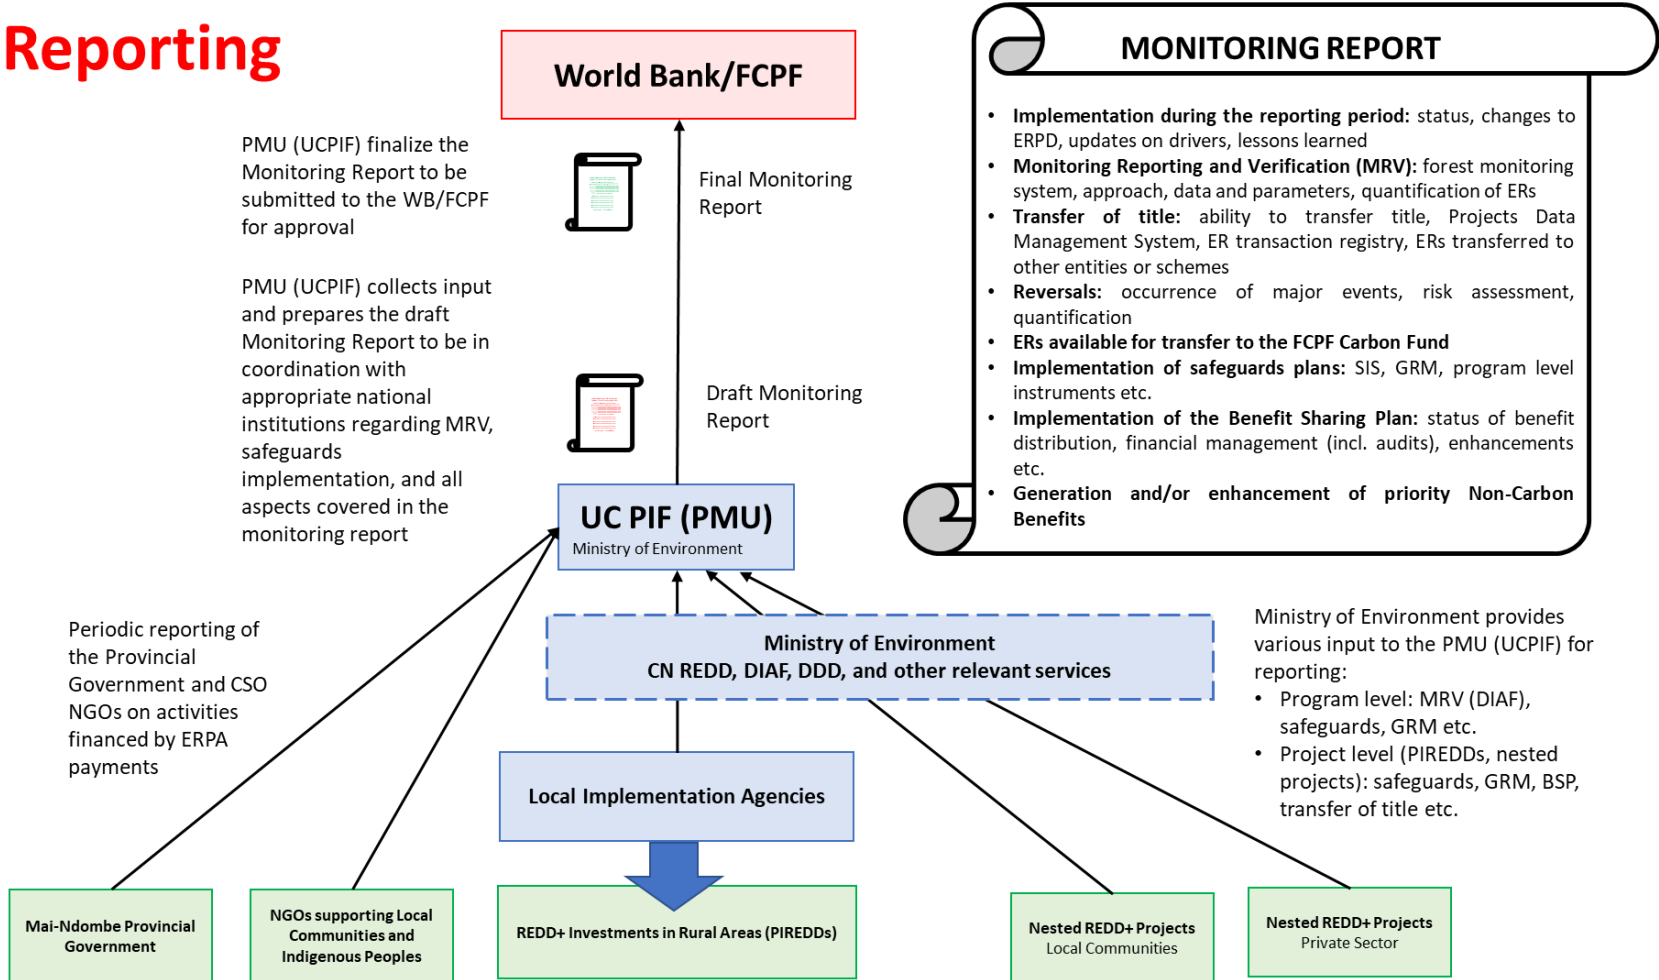 Reporting
World Bank/FCPF
MONITORING REPORT
• Implementation during the reporting period: status, changes to
ERPD, updates on drivers, lessons learned
• Monitoring Reporting and Verification (MRV): forest monitoring
system, approach, data and parameters, quantification of ERs
• Transfer of title: ability to transfer title, Projects Data
Management System, ER transaction registry, ERs transferred to
other entities or schemes
• Reversals: occurrence of major events, risk assessment,
quantification
• ERs available for transfer to the FCPF Carbon Fund
• Implementation of safeguards plans: SIS, GRM, program level
instruments etc.
• Implementation of the Benefit Sharing Plan: status of benefit
distribution, financial management (incl. audits), enhancements
etc.
• Generation and/or enhancement of priority Non-Carbon
Benefits
PMU (UCPIF) finalize the
Monitoring Report to be
submitted to the WB/FCPF
for approval
Final Monitoring
Report
PMU (UCPIF) collects input
and prepares the draft
Monitoring Report to be in
coordination with
appropriate national
institutions regarding MRV,
safeguards
implementation, and all
aspects covered in the
monitoring report
Draft Monitoring
Report
UC PIF (PMU)
Ministry of Environment
Periodic reporting of
the Provincial
Government and CSO
NGOs on activities
financed by ERPA
payments
Ministry of Environment
CN REDD, DIAF, DDD, and other relevant services
Ministry of Environment provides
various input to the PMU (UCPIF) for
reporting:
• Program level: MRV (DIAF),
safeguards, GRM etc.
• Project level (PIREDDs, nested
projects): safeguards, GRM, BSP,
transfer of title etc.
Local Implementation Agencies
Mai-Ndombe Provincial
Government
NGOs supporting Local
Communities and
Indigenous Peoples
REDD+ Investments in Rural Areas (PIREDDs)
Nested REDD+ Projects
Local Communities
Nested REDD+ Projects
Private Sector